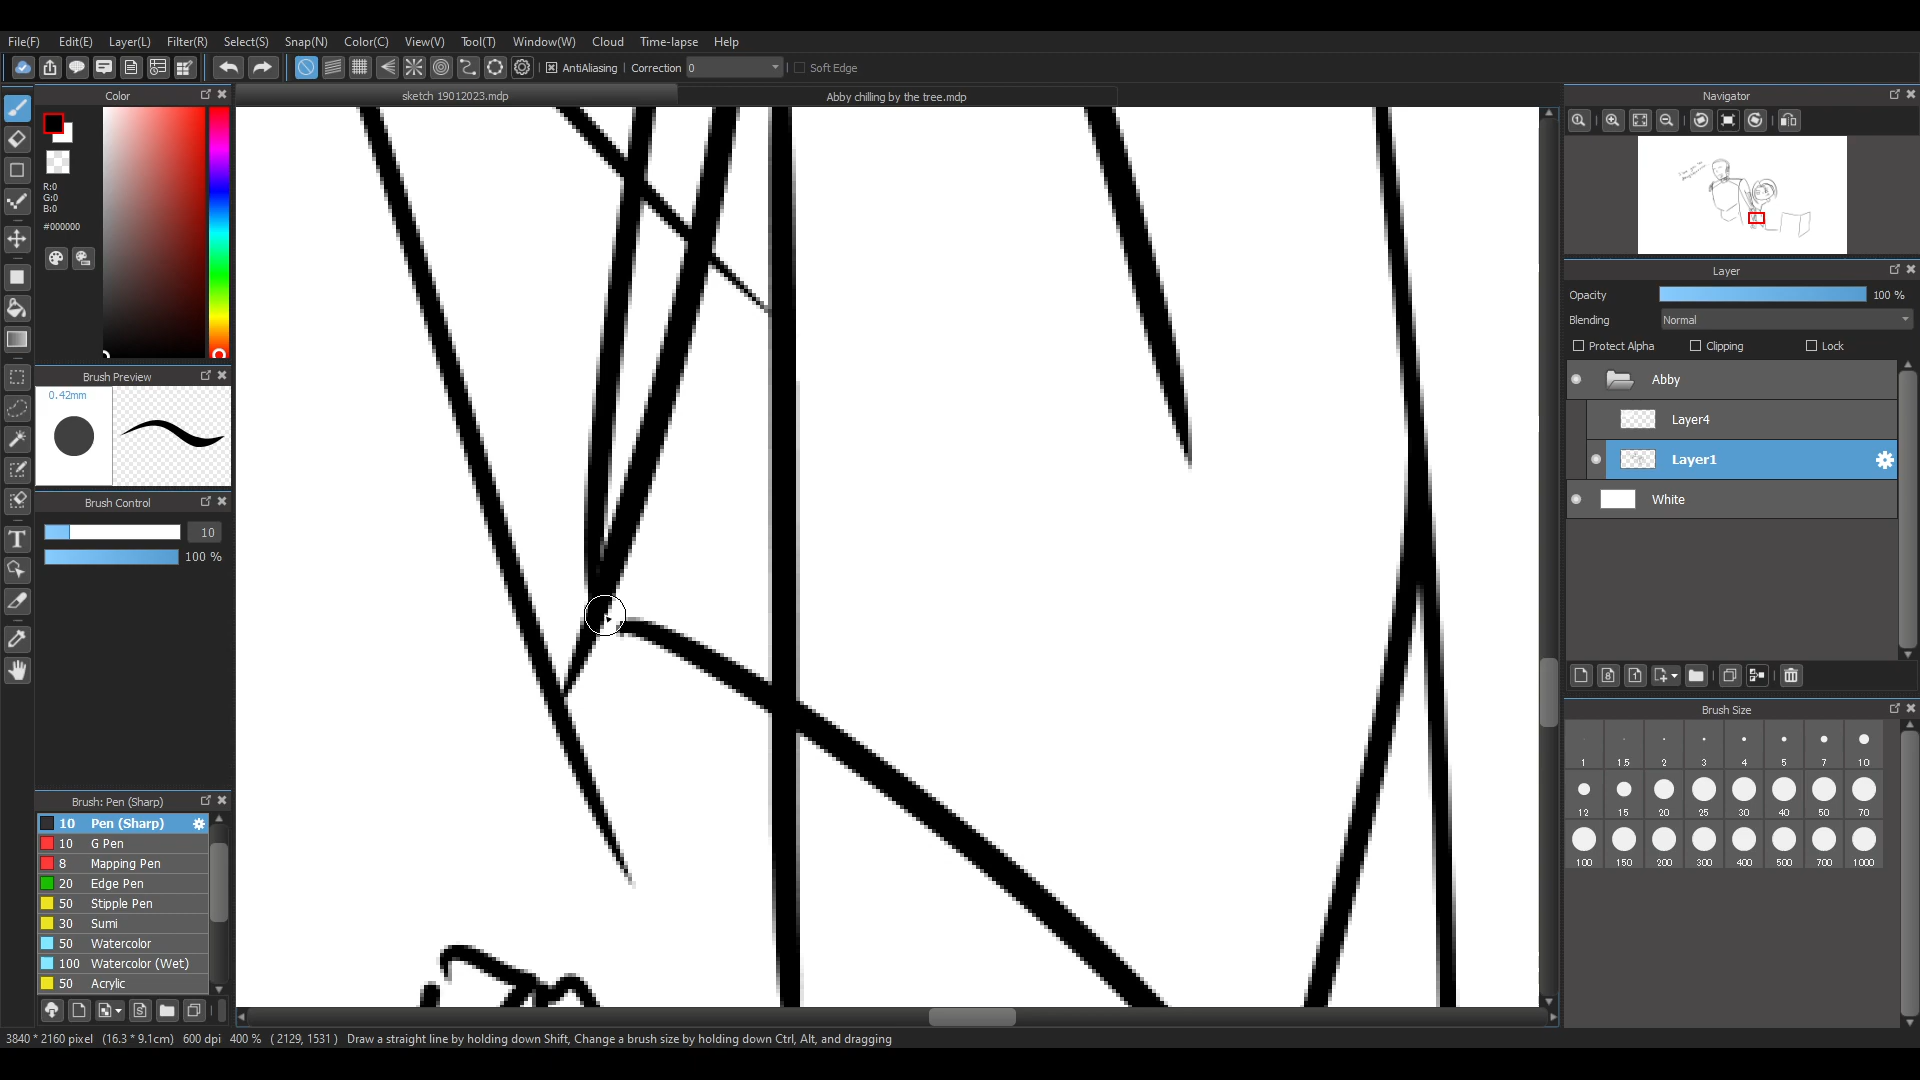 File(F) Edit(E) Layer(L) Filter(R) Select(S) Snap(N) Color(C) View(V) Tool(T) Window(W) Cloud Time-lapse Help
AntiAliasing Correction 0 Soft Edge
Color
sketch 19012023.mdp
Abby chilling by the tree.mdp
Navigator
R:0
G:0
B:0
#000000
Layer
Opacity 100 %
Blending Normal
Protect Alpha Clipping Lock
Abby
Layer4
Layer1
White
Brush Preview
0.42mm
Brush Control
10
100 %
Brush Size
1 1.5 2 3 4 5 7 10
12 15 20 25 30 40 50 70
100 150 200 300 400 500 700 1000
Brush: Pen (Sharp)
10 Pen (Sharp)
10 G Pen
8 Mapping Pen
20 Edge Pen
50 Stipple Pen
30 Sumi
50 Watercolor
100 Watercolor (Wet)
50 Acrylic
3840 * 2160 pixel (16.3 * 9.1cm) 600 dpi 400 % ( 2129, 1531 ) Draw a straight line by holding down Shift, Change a brush size by holding down Ctrl, Alt, and dragging